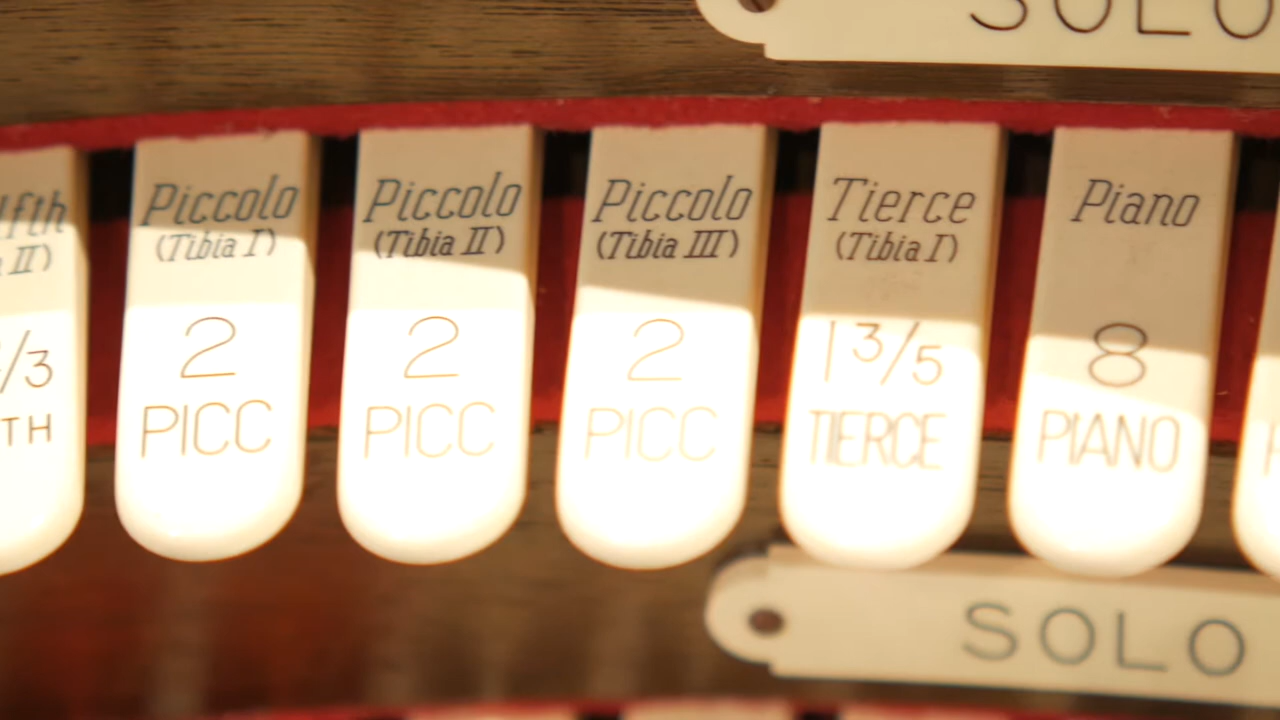 SOLO
Piccolo
(Tibia I)
2
PICC
Piccolo
(Tibia II)
2
PICC
Piccolo
(Tibia III)
2
PICC
Tierce
(Tibia I)
1 3/5
TIERCE
Piano
8
PIANO
SOLO